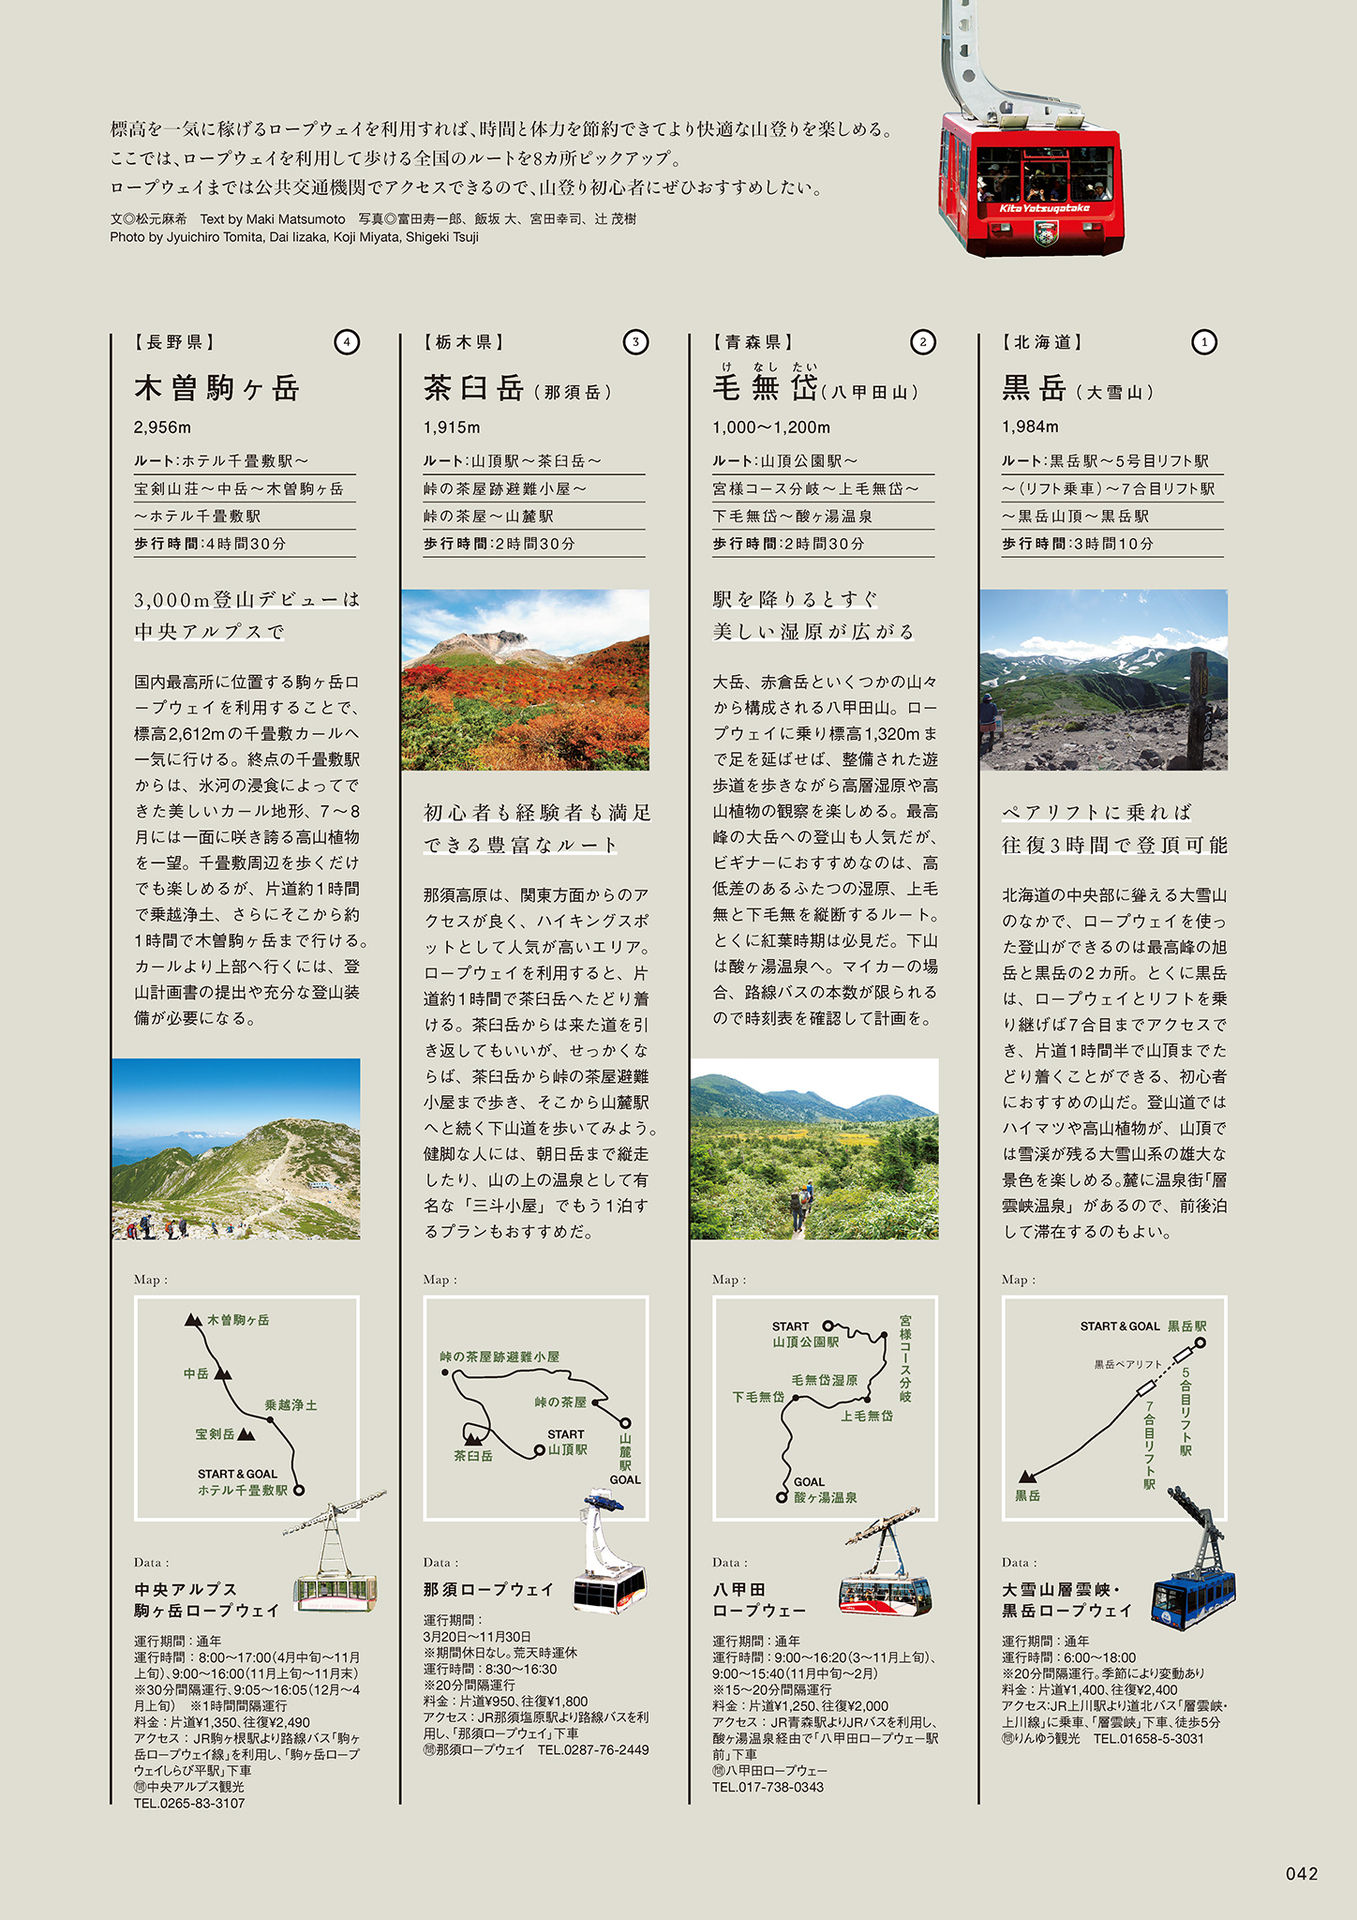 標高を一気に稼げるロープウェイを利用すれば、時間と体力を節約できてより快適な山登りを楽しめる。
ここでは、ロープウェイを利用して歩ける全国のルートを8カ所ピックアップ。
ロープウェイまでは公共交通機関でアクセスできるので、山登り初心者にぜひおすすめしたい。
文◎松元麻希　Text by Maki Matsumoto　写真◎富田寿一郎、飯坂 大、宮田幸司、辻 茂樹
Photo by Jyuichiro Tomita, Dai Iizaka, Koji Miyata, Shigeki Tsuji
Kita Yatsugatake
【北海道】
1
黒岳（大雪山）
1,984m
ルート：黒岳駅〜5号目リフト駅
〜（リフト乗車）〜7合目リフト駅
〜黒岳山頂〜黒岳駅
歩行時間：3時間10分
ペアリフトに乗れば
往復3時間で登頂可能
北海道の中央部に聳える大雪山
のなかで、ロープウェイを使っ
た登山ができるのは最高峰の旭
岳と黒岳の2カ所。とくに黒岳
は、ロープウェイとリフトを乗
り継げば7合目までアクセスで
き、片道1時間半で山頂までた
どり着くことができる、初心者
におすすめの山だ。登山道では
ハイマツや高山植物が、山頂で
は雪渓が残る大雪山系の雄大な
景色を楽しめる。麓に温泉街「層
雲峡温泉」があるので、前後泊
して滞在するのもよい。
Map :
START & GOAL 黒岳駅
黒岳ペアリフト
5合目リフト駅
7合目リフト駅
黒岳
Data :
大雪山層雲峡・
黒岳ロープウェイ
運行期間：通年
運行時間：6:00〜18:00
※20分間隔運行。季節により変動あり
料金：片道¥1,400、往復¥2,400
アクセス：JR上川駅より道北バス「層雲峡・
上川線」に乗車、「層雲峡」下車、徒歩5分
㉄りんゆう観光　TEL.01658-5-3031
【青森県】
2
け なし たい
毛無岱（八甲田山）
1,000〜1,200m
ルート：山頂公園駅〜
宮様コース分岐〜上毛無岱〜
下毛無岱〜酸ヶ湯温泉
歩行時間：2時間30分
駅を降りるとすぐ
美しい湿原が広がる
大岳、赤倉岳といくつかの山々
から構成される八甲田山。ロー
プウェイに乗り標高1,320mま
で足を延ばせば、整備された遊
歩道を歩きながら高層湿原や高
山植物の観察を楽しめる。最高
峰の大岳への登山も人気だが、
ビギナーにおすすめなのは、高
低差のあるふたつの湿原、上毛
無と下毛無を縦断するルート。
とくに紅葉時期は必見だ。下山
は酸ヶ湯温泉へ。マイカーの場
合、路線バスの本数が限られる
ので時刻表を確認して計画を。
Map :
START
山頂公園駅
宮様コース分岐
毛無岱湿原
下毛無岱
上毛無岱
GOAL
酸ヶ湯温泉
Data :
八甲田
ロープウェー
運行期間：通年
運行時間：9:00〜16:20（3〜11月上旬）、
9:00〜15:40（11月中旬〜2月）
※15〜20分間隔運行
料金：片道¥1,250、往復¥2,000
アクセス：JR青森駅よりJRバスを利用し、
酸ヶ湯温泉経由で「八甲田ロープウェー駅
前」下車
㉄八甲田ロープウェー
TEL.017-738-0343
【栃木県】
3
茶臼岳（那須岳）
1,915m
ルート：山頂駅〜茶臼岳〜
峠の茶屋跡避難小屋〜
峠の茶屋〜山麓駅
歩行時間：2時間30分
初心者も経験者も満足
できる豊富なルート
那須高原は、関東方面からのア
クセスが良く、ハイキングスポ
ットとして人気が高いエリア。
ロープウェイを利用すると、片
道約1時間で茶臼岳へたどり着
ける。茶臼岳からは来た道を引
き返してもいいが、せっかくな
らば、茶臼岳から峠の茶屋避難
小屋まで歩き、そこから山麓駅
へと続く下山道を歩いてみよう。
健脚な人には、朝日岳まで縦走
したり、山の上の温泉として有
名な「三斗小屋」でもう1泊す
るプランもおすすめだ。
Map :
峠の茶屋跡避難小屋
峠の茶屋
START
山頂駅
茶臼岳
山麓駅
GOAL
Data :
那須ロープウェイ
運行期間：
3月20日〜11月30日
※期間休日なし。荒天時運休
運行時間：8:30〜16:30
※20分間隔運行
料金：片道¥950、往復¥1,800
アクセス：JR那須塩原駅より路線バスを利
用し、「那須ロープウェイ」下車
㉄那須ロープウェイ　TEL.0287-76-2449
【長野県】
4
木曽駒ヶ岳
2,956m
ルート：ホテル千畳敷駅〜
宝剣山荘〜中岳〜木曽駒ヶ岳
〜ホテル千畳敷駅
歩行時間：4時間30分
3,000m登山デビューは
中央アルプスで
国内最高所に位置する駒ヶ岳ロ
ープウェイを利用することで、
標高2,612mの千畳敷カールへ
一気に行ける。終点の千畳敷駅
からは、氷河の浸食によってで
きた美しいカール地形、7〜8
月には一面に咲き誇る高山植物
を一望。千畳敷周辺を歩くだけ
でも楽しめるが、片道約1時間
で乗越浄土、さらにそこから約
1時間で木曽駒ヶ岳まで行ける。
カールより上部へ行くには、登
山計画書の提出や充分な登山装
備が必要になる。
Map :
木曽駒ヶ岳
中岳
乗越浄土
宝剣岳
START & GOAL
ホテル千畳敷駅
Data :
中央アルプス
駒ヶ岳ロープウェイ
運行期間：通年
運行時間：8:00〜17:00（4月中旬〜11月
上旬）、9:00〜16:00（11月上旬〜11月末）
※30分間隔運行、9:05〜16:05（12月〜4
月上旬）　※1時間間隔運行
料金：片道¥1,350、往復¥2,490
アクセス：JR駒ヶ根駅より路線バス「駒ヶ
岳ロープウェイ線」を利用し、「駒ヶ岳ロープ
ウェイしらび平駅」下車
㉄中央アルプス観光
TEL.0265-83-3107
042